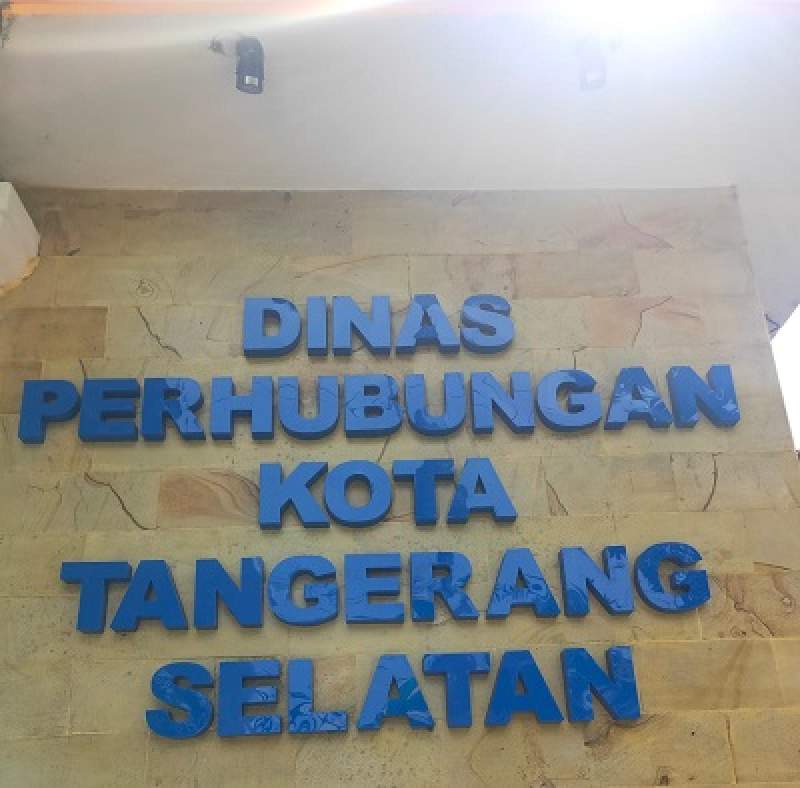 DINAS
PERHUBUNGAN
KOTA
TANGERANG
SELATAN